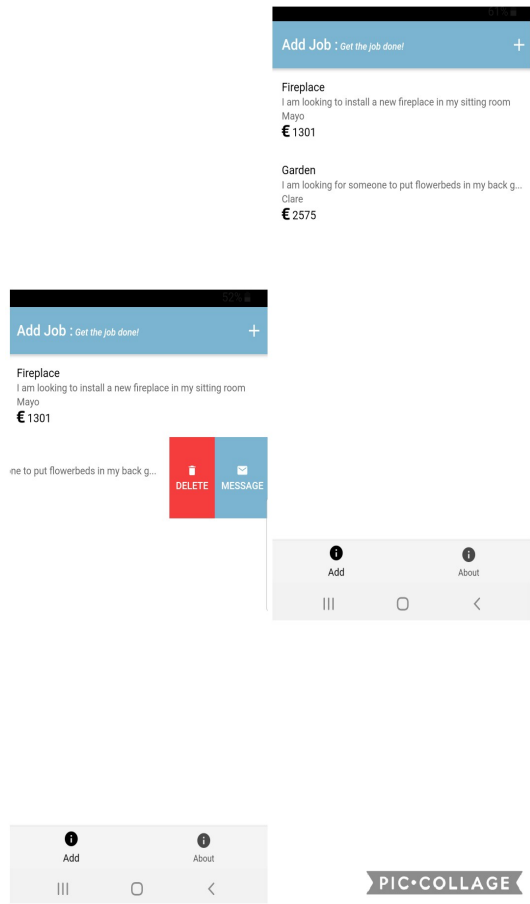 61%
Add Job : Get the job done! +
Fireplace
I am looking to install a new fireplace in my sitting room
Mayo
€ 1301
Garden
I am looking for someone to put flowerbeds in my back g...
Clare
€ 2575
Add
About
52%
Add Job : Get the job done! +
Fireplace
I am looking to install a new fireplace in my sitting room
Mayo
€ 1301
ne to put flowerbeds in my back g...
DELETE
MESSAGE
Add
About
PIC•COLLAGE